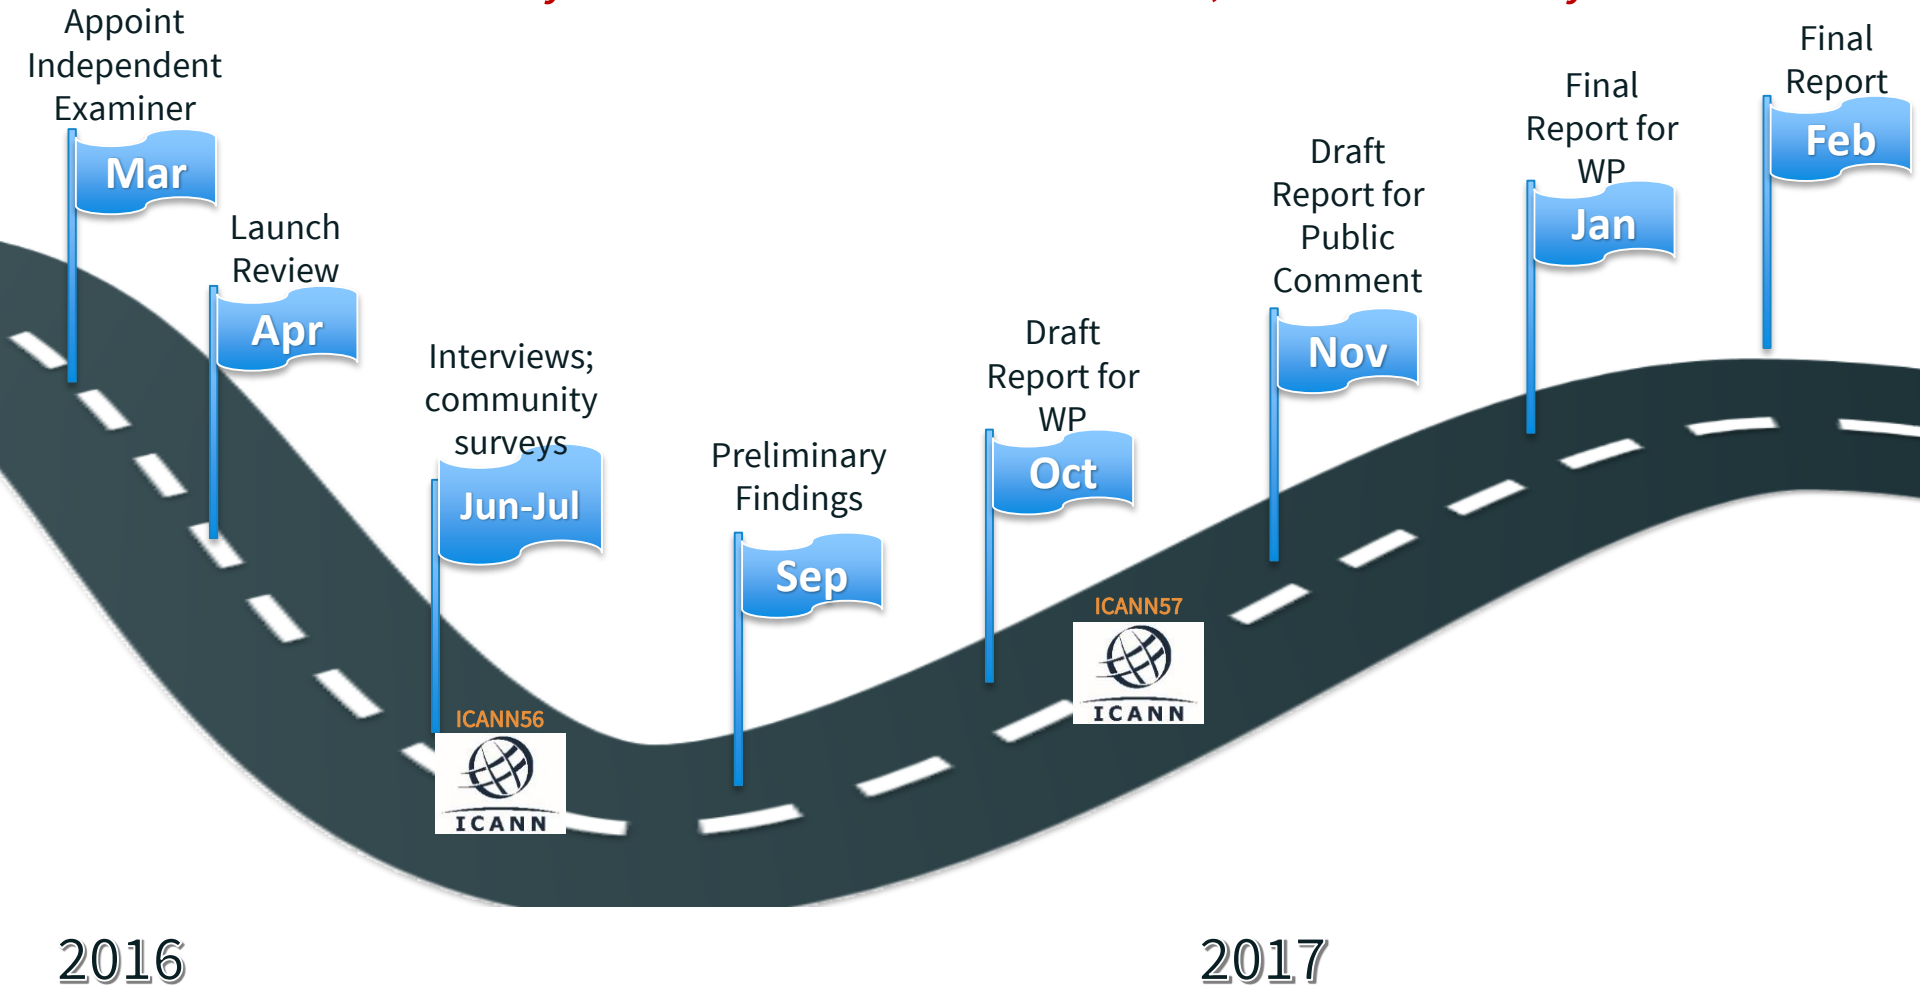 Appoint
Independent
Examiner
Mar
Launch
Review
Apr
Interviews;
community
surveys
Jun-Jul
ICANN56
ICANN
Preliminary
Findings
Sep
Draft
Report for
WP
Oct
ICANN57
ICANN
Draft
Report for
Public
Comment
Nov
Final
Report for
WP
Jan
Final
Report
Feb
2016
2017